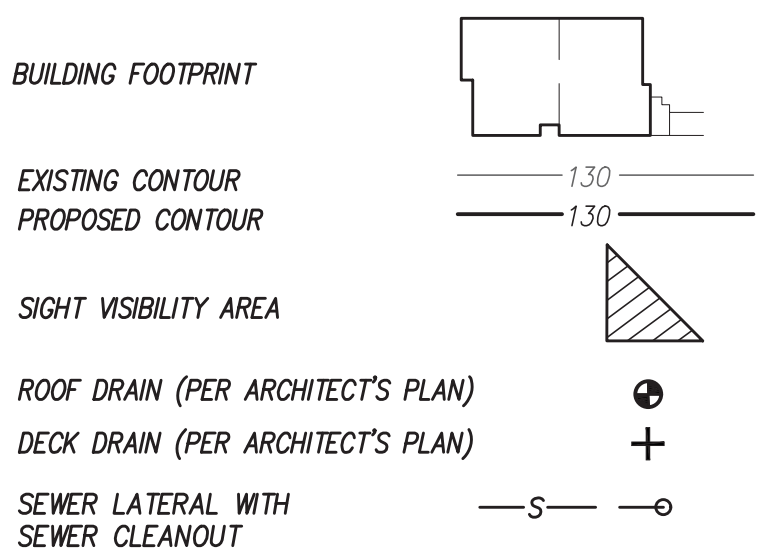 BUILDING FOOTPRINT
EXISTING CONTOUR 130
PROPOSED CONTOUR 130
SIGHT VISIBILITY AREA
ROOF DRAIN (PER ARCHITECT'S PLAN)
DECK DRAIN (PER ARCHITECT'S PLAN)
SEWER LATERAL WITH S
SEWER CLEANOUT